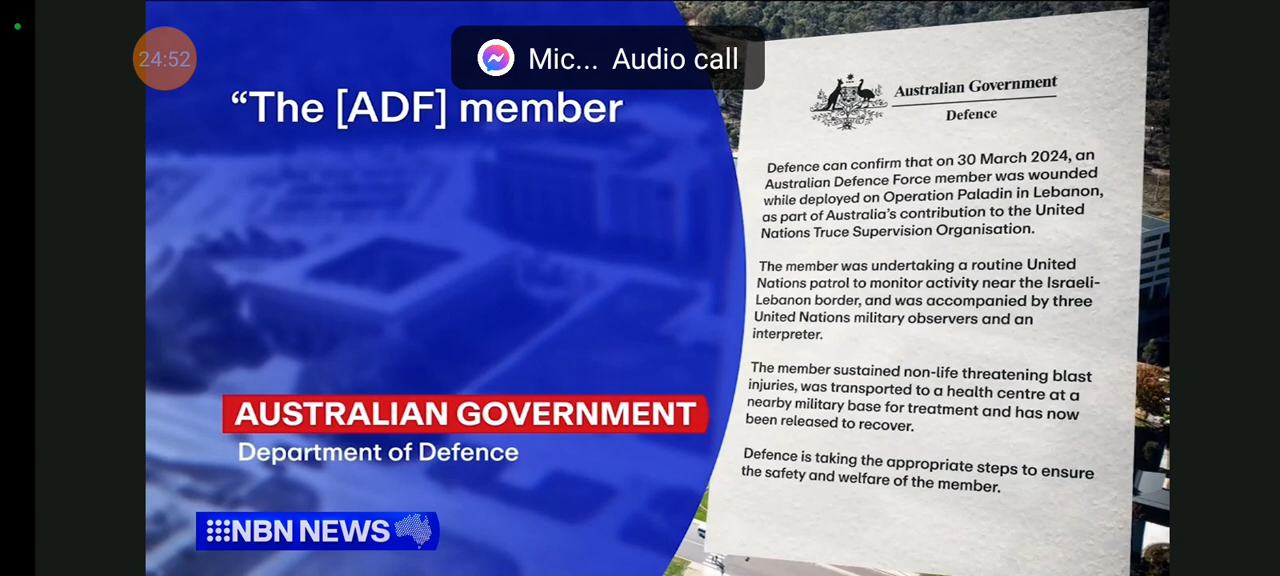 24:52
Mic... Audio call
“The [ADF] member
AUSTRALIAN GOVERNMENT
Department of Defence
NBN NEWS
Australian Government
Defence
Defence can confirm that on 30 March 2024, an
Australian Defence Force member was wounded
while deployed on Operation Paladin in Lebanon,
as part of Australia's contribution to the United
Nations Truce Supervision Organisation.
The member was undertaking a routine United
Nations patrol to monitor activity near the Israeli-
Lebanon border, and was accompanied by three
United Nations military observers and an
interpreter.
The member sustained non-life threatening blast
injuries, was transported to a health centre at a
nearby military base for treatment and has now
been released to recover.
Defence is taking the appropriate steps to ensure
the safety and welfare of the member.